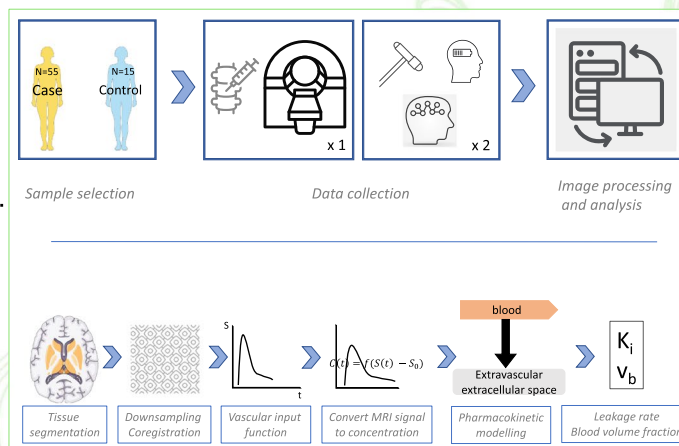 N=55
Case
N=15
Control
x 1
x 2
Sample selection
Data collection
Image processing
and analysis
S
t
C(t) = f(S(t) − S₀)
blood
Extravascular
extracellular space
Kᵢ
v_b
Tissue
segmentation
Downsampling
Coregistration
Vascular input
function
Convert MRI signal
to concentration
Pharmacokinetic
modelling
Leakage rate
Blood volume fraction